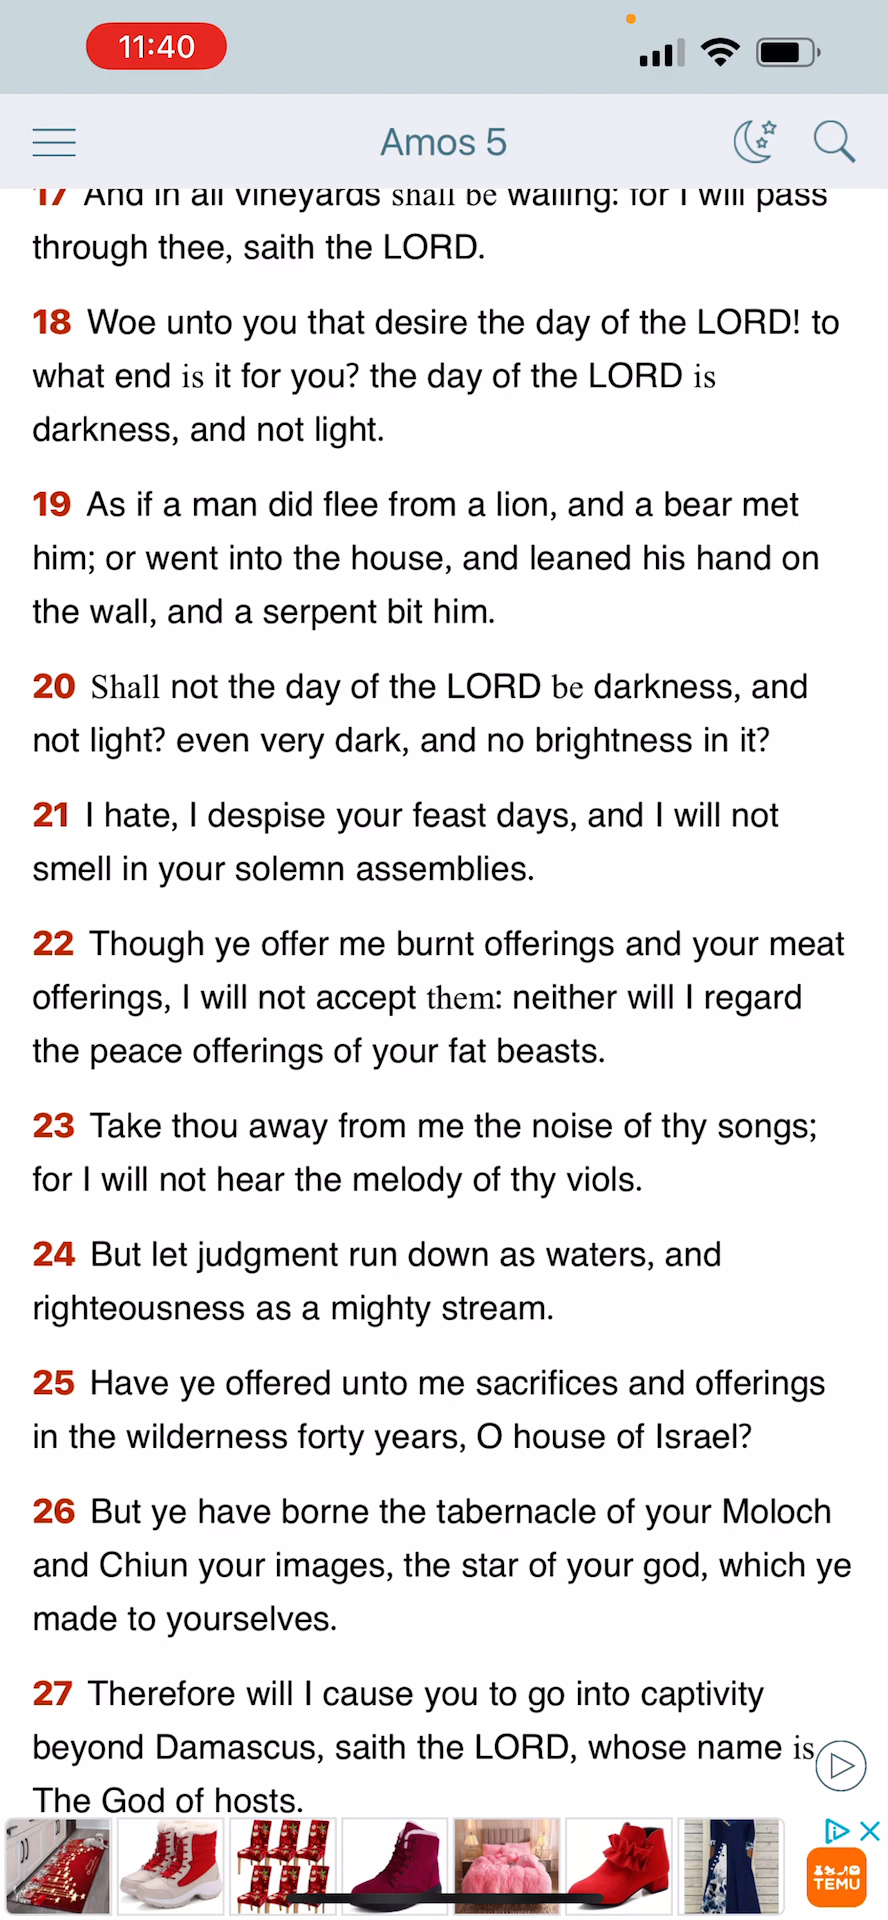 11:40
Amos 5
17 And in all vineyards shall be wailing: for I will pass
through thee, saith the LORD.
18 Woe unto you that desire the day of the LORD! to
what end is it for you? the day of the LORD is
darkness, and not light.
19 As if a man did flee from a lion, and a bear met
him; or went into the house, and leaned his hand on
the wall, and a serpent bit him.
20 Shall not the day of the LORD be darkness, and
not light? even very dark, and no brightness in it?
21 I hate, I despise your feast days, and I will not
smell in your solemn assemblies.
22 Though ye offer me burnt offerings and your meat
offerings, I will not accept them: neither will I regard
the peace offerings of your fat beasts.
23 Take thou away from me the noise of thy songs;
for I will not hear the melody of thy viols.
24 But let judgment run down as waters, and
righteousness as a mighty stream.
25 Have ye offered unto me sacrifices and offerings
in the wilderness forty years, O house of Israel?
26 But ye have borne the tabernacle of your Moloch
and Chiun your images, the star of your god, which ye
made to yourselves.
27 Therefore will I cause you to go into captivity
beyond Damascus, saith the LORD, whose name is
The God of hosts.
TEMU